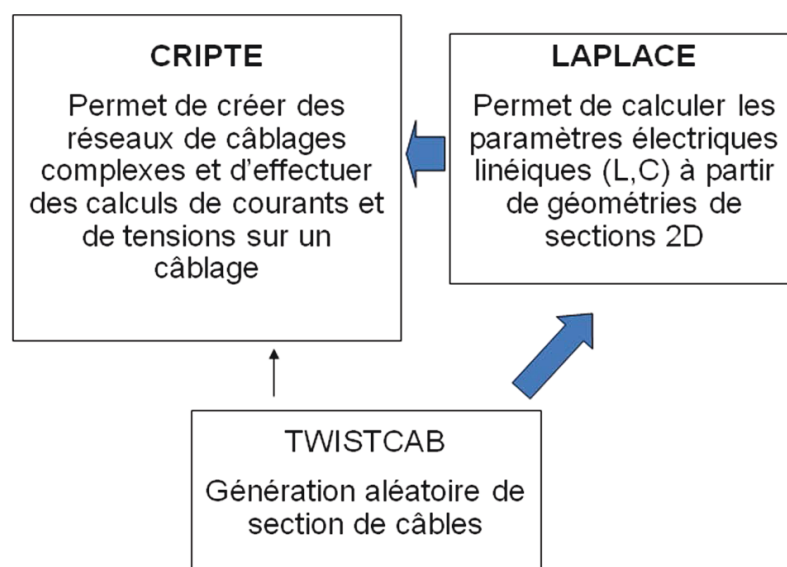 CRIPTE
Permet de créer des
réseaux de câblages
complexes et d'effectuer
des calculs de courants et
de tensions sur un
câblage
LAPLACE
Permet de calculer les
paramètres électriques
linéiques (L,C) à partir
de géométries de
sections 2D
TWISTCAB
Génération aléatoire de
section de câbles